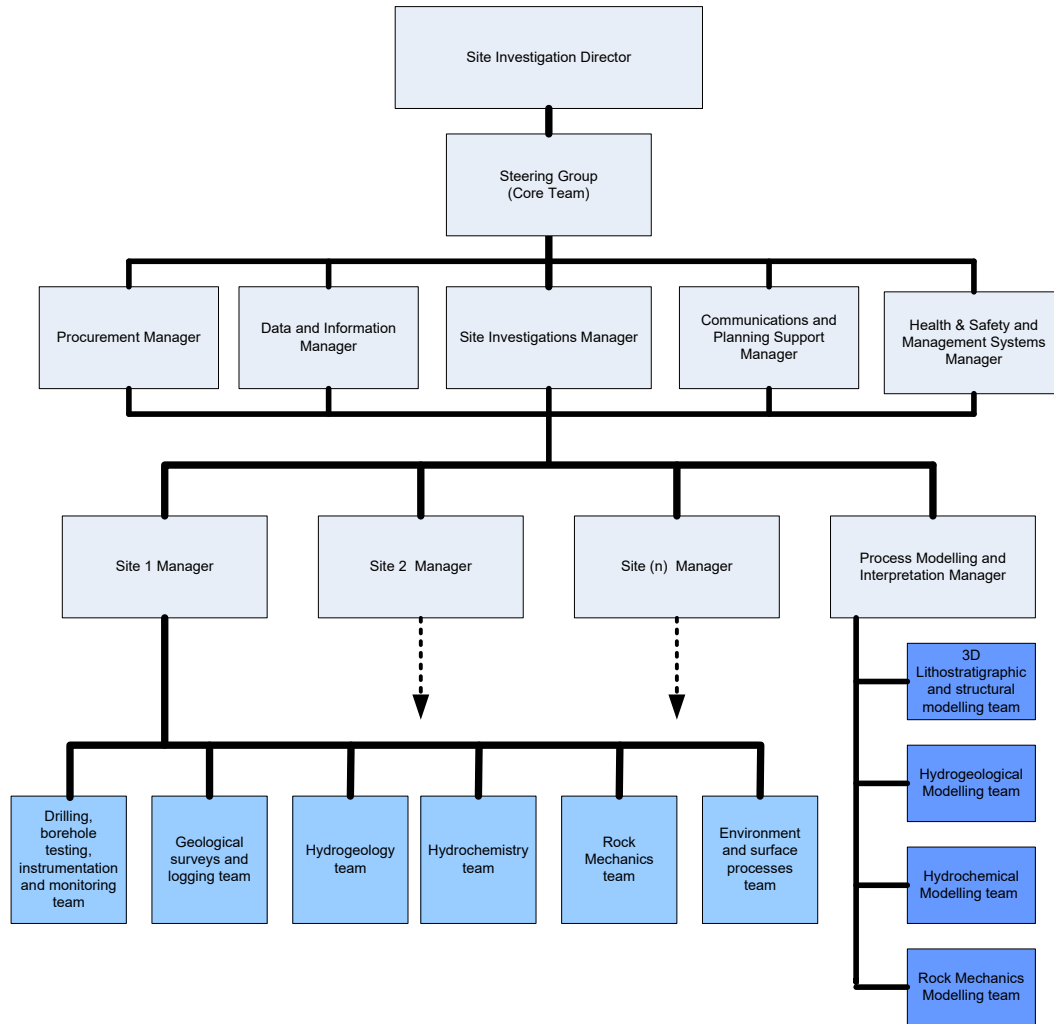 Site Investigation Director
Steering Group
(Core Team)
Procurement Manager
Data and Information
Manager
Site Investigations Manager
Communications and
Planning Support
Manager
Health & Safety and
Management Systems
Manager
Site 1 Manager
Site 2 Manager
Site (n) Manager
Process Modelling and
Interpretation Manager
3D
Lithostratigraphic
and structural
modelling team
Hydrogeological
Modelling team
Hydrochemical
Modelling team
Rock Mechanics
Modelling team
Drilling,
borehole
testing,
instrumentation
and monitoring
team
Geological
surveys and
logging team
Hydrogeology
team
Hydrochemistry
team
Rock
Mechanics
team
Environment
and surface
processes
team